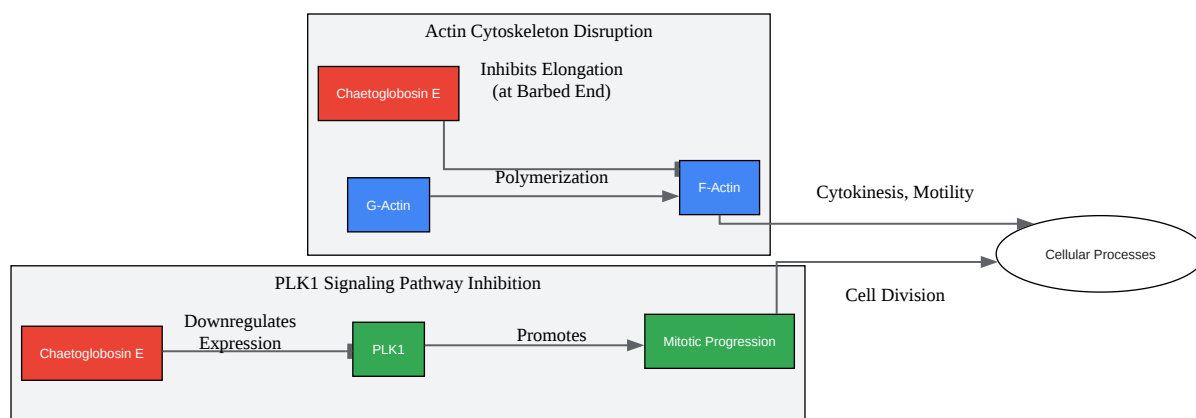 Actin Cytoskeleton Disruption
Chaetoglobosin E
Inhibits Elongation
(at Barbed End)
Polymerization
G-Actin
F-Actin
Cytokinesis, Motility
Cellular Processes
PLK1 Signaling Pathway Inhibition
Cell Division
Chaetoglobosin E
Downregulates
Expression
PLK1
Promotes
Mitotic Progression